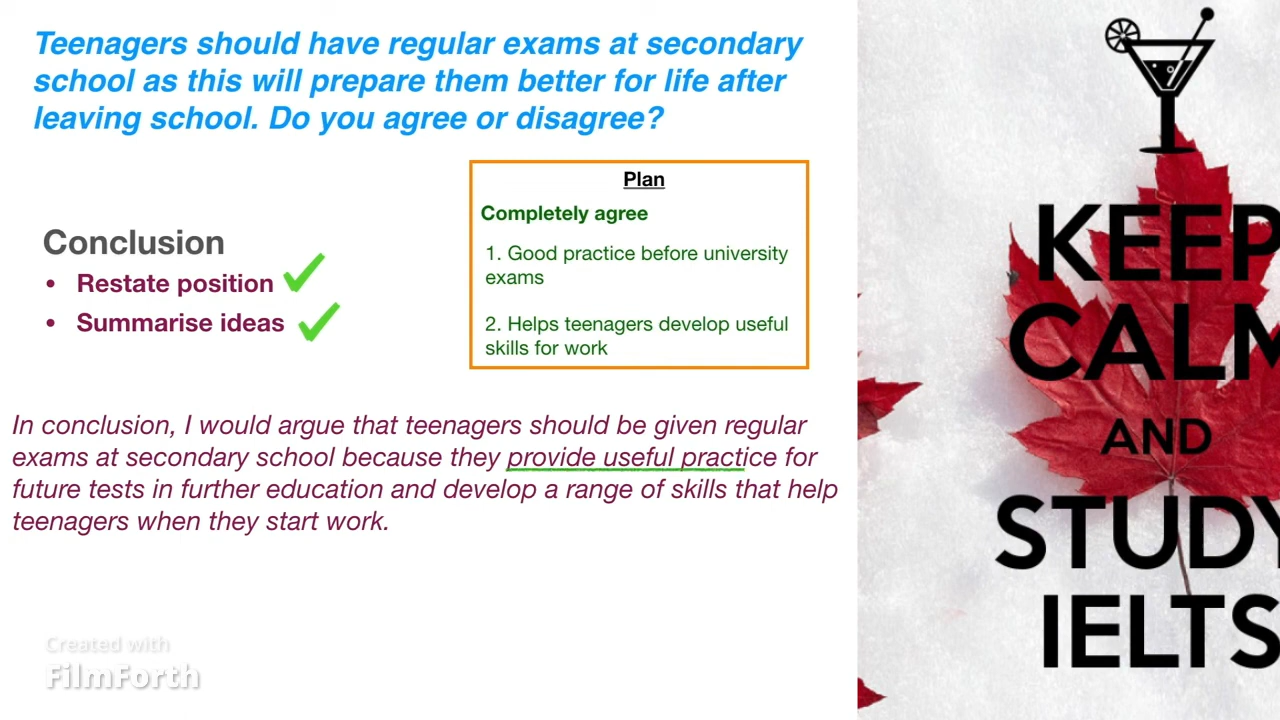 Teenagers should have regular exams at secondary
school as this will prepare them better for life after
leaving school. Do you agree or disagree?
Plan
Completely agree
1. Good practice before university
exams
2. Helps teenagers develop useful
skills for work
Conclusion
• Restate position
• Summarise ideas
In conclusion, I would argue that teenagers should be given regular
exams at secondary school because they provide useful practice for
future tests in further education and develop a range of skills that help
teenagers when they start work.
Created with
FilmForth
KEEP
CALM
AND
STUDY
IELTS